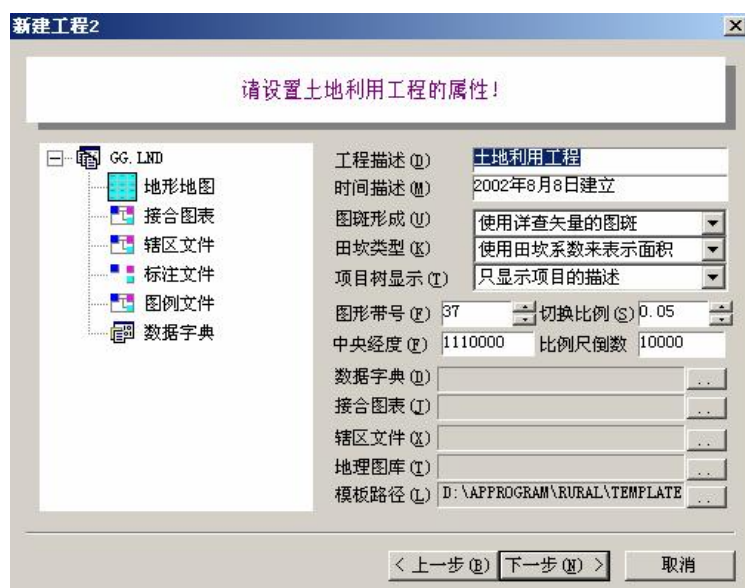 新建工程2
请设置土地利用工程的属性!
GG.LND
地形地图
接合图表
辖区文件
标注文件
图例文件
数据字典
工程描述(D) 土地利用工程
时间描述(M) 2002年8月8日建立
图斑形成(U) 使用详查矢量的图斑
田坎类型(K) 使用田坎系数来表示面积
项目树显示(T) 只显示项目的描述
图形带号(F) 37 切换比例(S) 0.05
中央经度(F) 1110000 比例尺倒数 10000
数据字典(D) ..
接合图表(J) ..
辖区文件(X) ..
地理图库(T) ..
模板路径(L) D:\APPROGRAM\RURAL\TEMPLATE ..
< 上一步(B) 下一步(N) > 取消